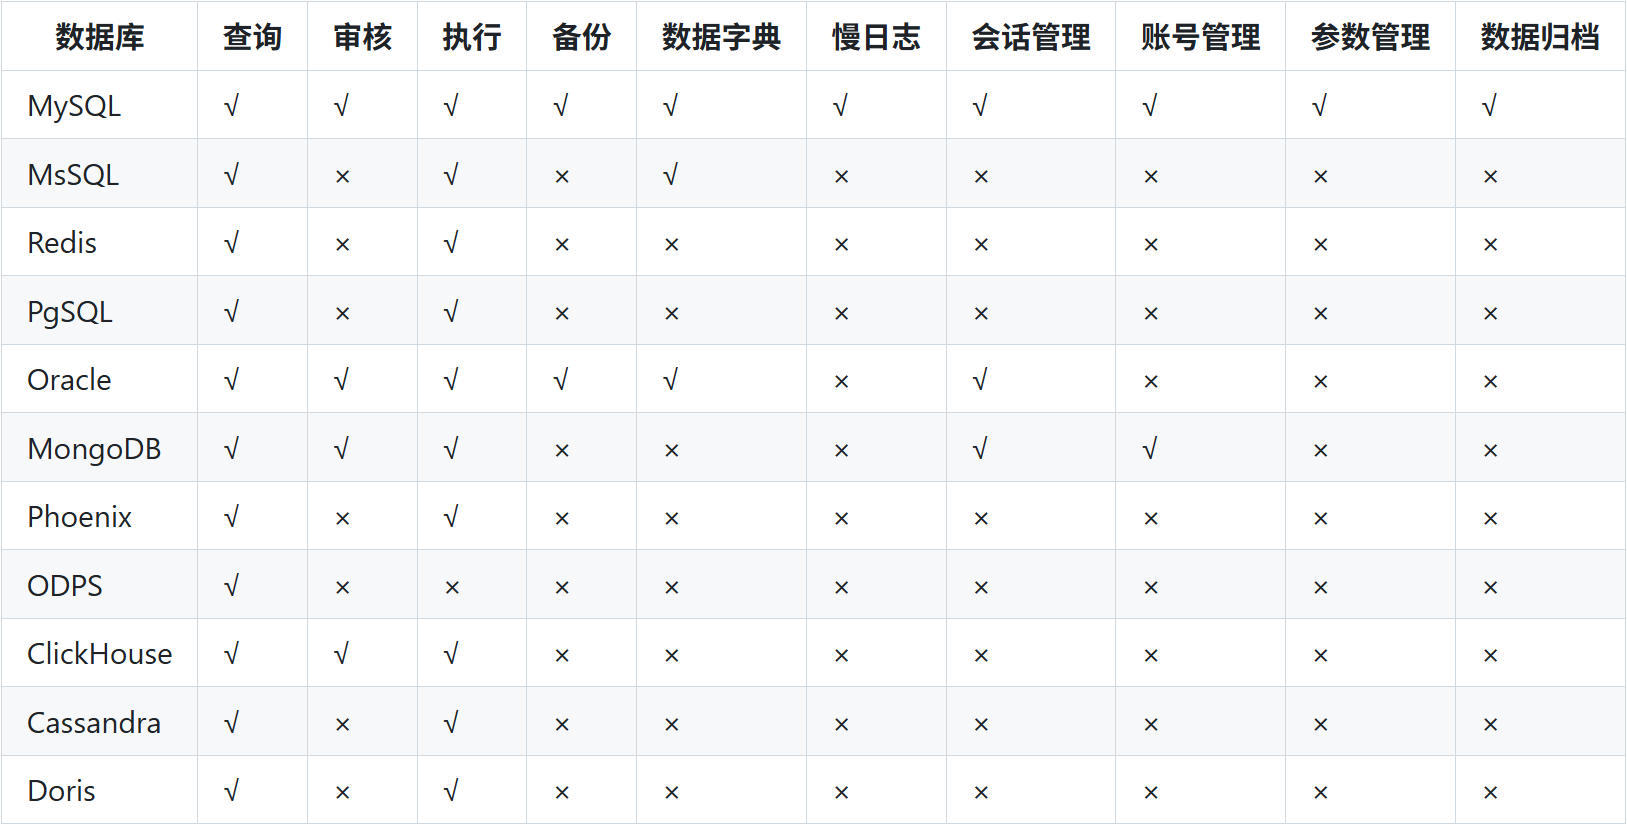 数据库 查询 审核 执行 备份 数据字典 慢日志 会话管理 账号管理 参数管理 数据归档
MySQL √ √ √ √ √ √ √ √ √ √
MsSQL √ × √ × √ × × × × ×
Redis √ × √ × × × × × × ×
PgSQL √ × √ × × × × × × ×
Oracle √ √ √ √ √ × √ × × ×
MongoDB √ √ √ × × × √ √ × ×
Phoenix √ × √ × × × × × × ×
ODPS √ × × × × × × × × ×
ClickHouse √ √ √ × × × × × × ×
Cassandra √ × √ × × × × × × ×
Doris √ × √ × × × × × × ×